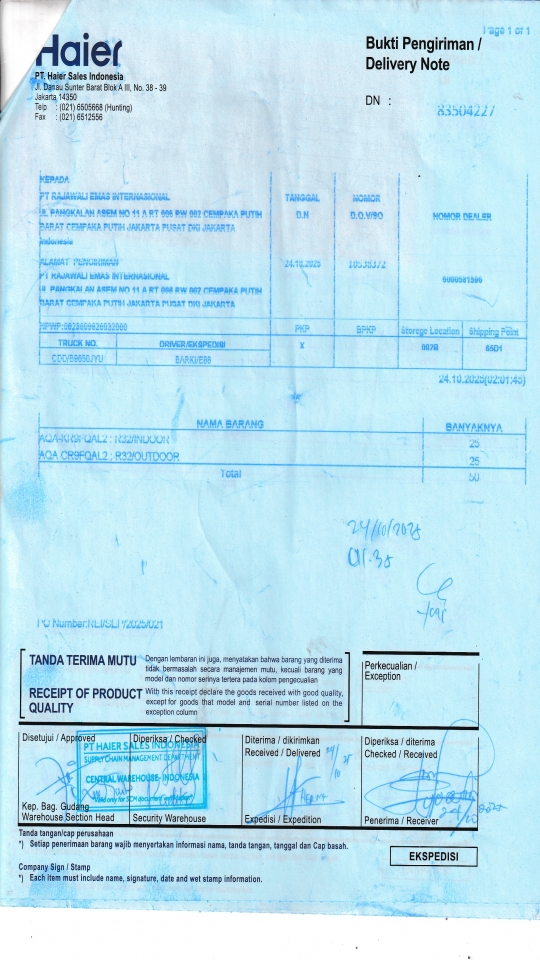 Page 1 of 1
Haier
Bukti Pengiriman /
Delivery Note
PT. Haier Sales Indonesia
Jl. Danau Sunter Barat Blok A III, No. 38 - 39
Jakarta 14350
Telp : (021) 6505668 (Hunting)
Fax : (021) 6512556
DN : 83504227
KEPADA
PT RAJAWALI EMAS INTERNASIONAL
JL PANGKALAN ASEM NO 11 A RT 006 RW 002 CEMPAKA PUTIH
BARAT CEMPAKA PUTIH JAKARTA PUSAT DKI JAKARTA
Indonesia
TANGGAL NOMOR
D.N D.O.V/SO NOMOR DEALER
ALAMAT PENGIRIMAN 24.10.2025
PT RAJAWALI EMAS INTERNASIONAL
JL PANGKALAN ASEM NO 11 A RT 006 RW 002 CEMPAKA PUTIH
BARAT CEMPAKA PUTIH JAKARTA PUSAT DKI JAKARTA
PKP BPKP Storage Location Shipping Point
TRUCK NO. DRIVER/EKSPEDISI X 65D1
24.10.2025(02:01:45)
NAMA BARANG BANYAKNYA
AQA-KR9FQAL2 : R32/INDOOR 25
AQA CR9FQAL2 : R32/OUTDOOR 25
Total 50
24/10/2025
01.35
TANDA TERIMA MUTU
Dengan lembaran ini juga, menyatakan bahwa barang yang diterima
tidak bermasalah secara manajemen mutu, kecuali barang yang
model dan nomor serinya tertera pada kolom pengecualian
RECEIPT OF PRODUCT
QUALITY
With this receipt declare the goods received with good quality,
except for goods that model and serial number listed on the
exception column
Perkecualian /
Exception
Disetujui / Approved
Diperiksa / Checked
Diterima / dikirimkan
Received / Delivered
Diperiksa / diterima
Checked / Received
PT HAIER SALES INDONESIA
SUPPLY CHAIN MANAGEMENT DEPARTMENT
CENTRAL WAREHOUSE- INDONESIA
Kep. Bag. Gudang
Warehouse Section Head
Security Warehouse
Expedisi / Expedition
Penerima / Receiver
Tanda tangan/cap perusahaan
*) Setiap penerimaan barang wajib menyertakan informasi nama, tanda tangan, tanggal dan Cap basah.
EKSPEDISI
Company Sign / Stamp
*) Each item must include name, signature, date and wet stamp information.